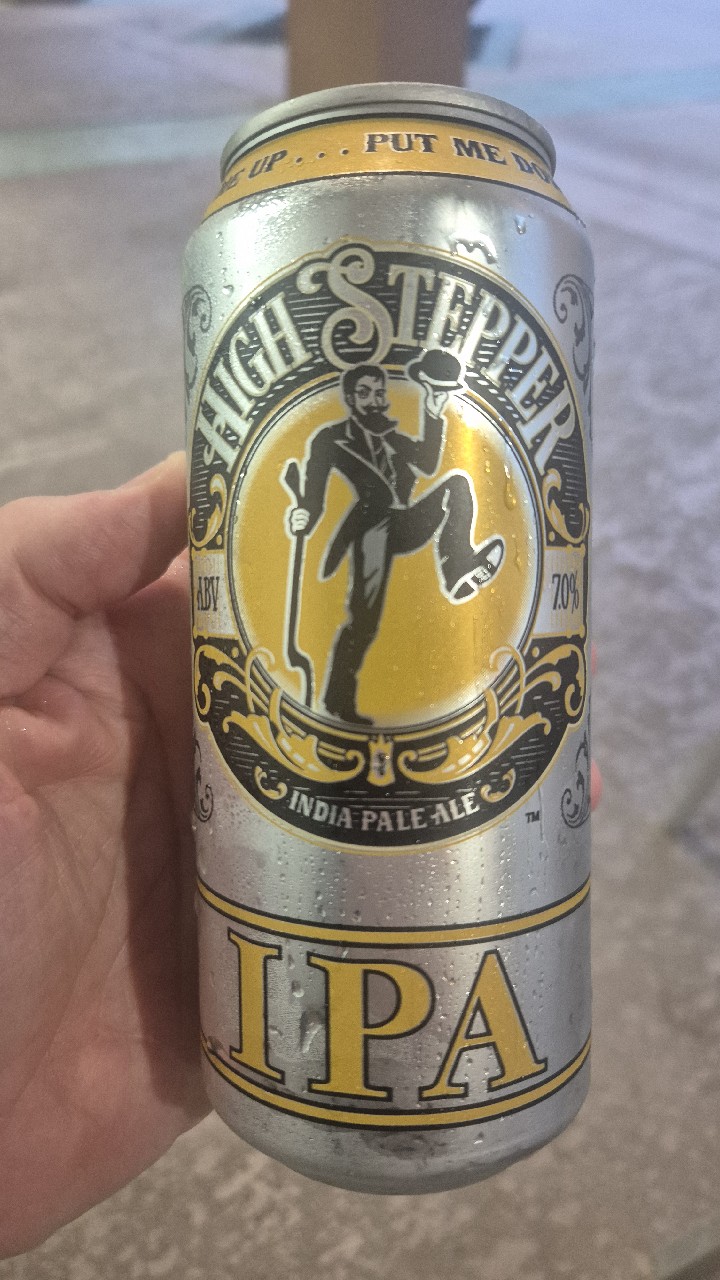 UP . . . PUT ME
HIGH STEPPER
ABV 7.0%
INDIA PALE ALE
TM
IPA